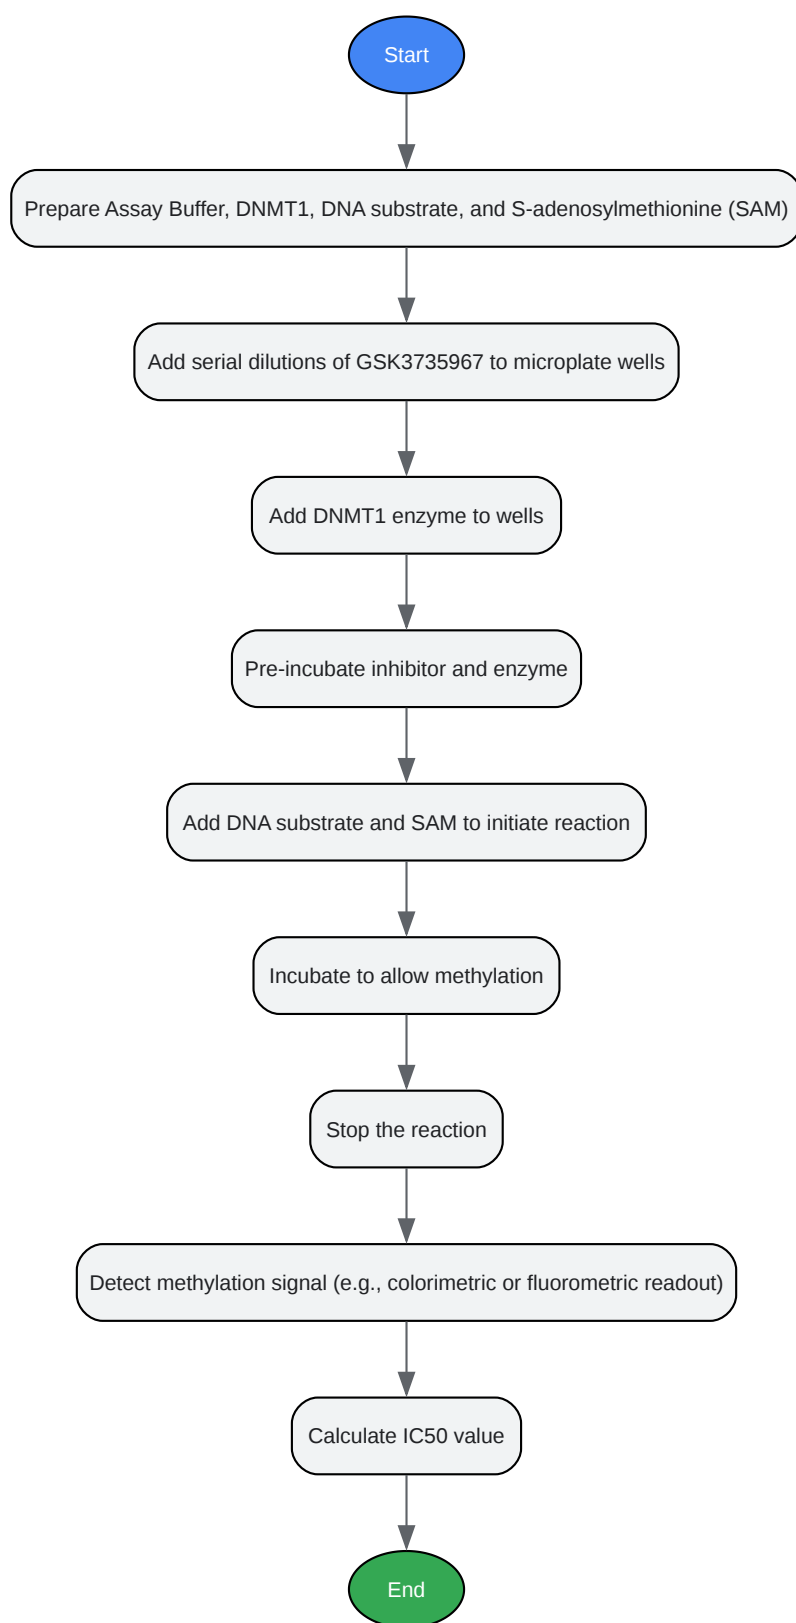 Start
Prepare Assay Buffer, DNMT1, DNA substrate, and S-adenosylmethionine (SAM)
Add serial dilutions of GSK3735967 to microplate wells
Add DNMT1 enzyme to wells
Pre-incubate inhibitor and enzyme
Add DNA substrate and SAM to initiate reaction
Incubate to allow methylation
Stop the reaction
Detect methylation signal (e.g., colorimetric or fluorometric readout)
Calculate IC50 value
End